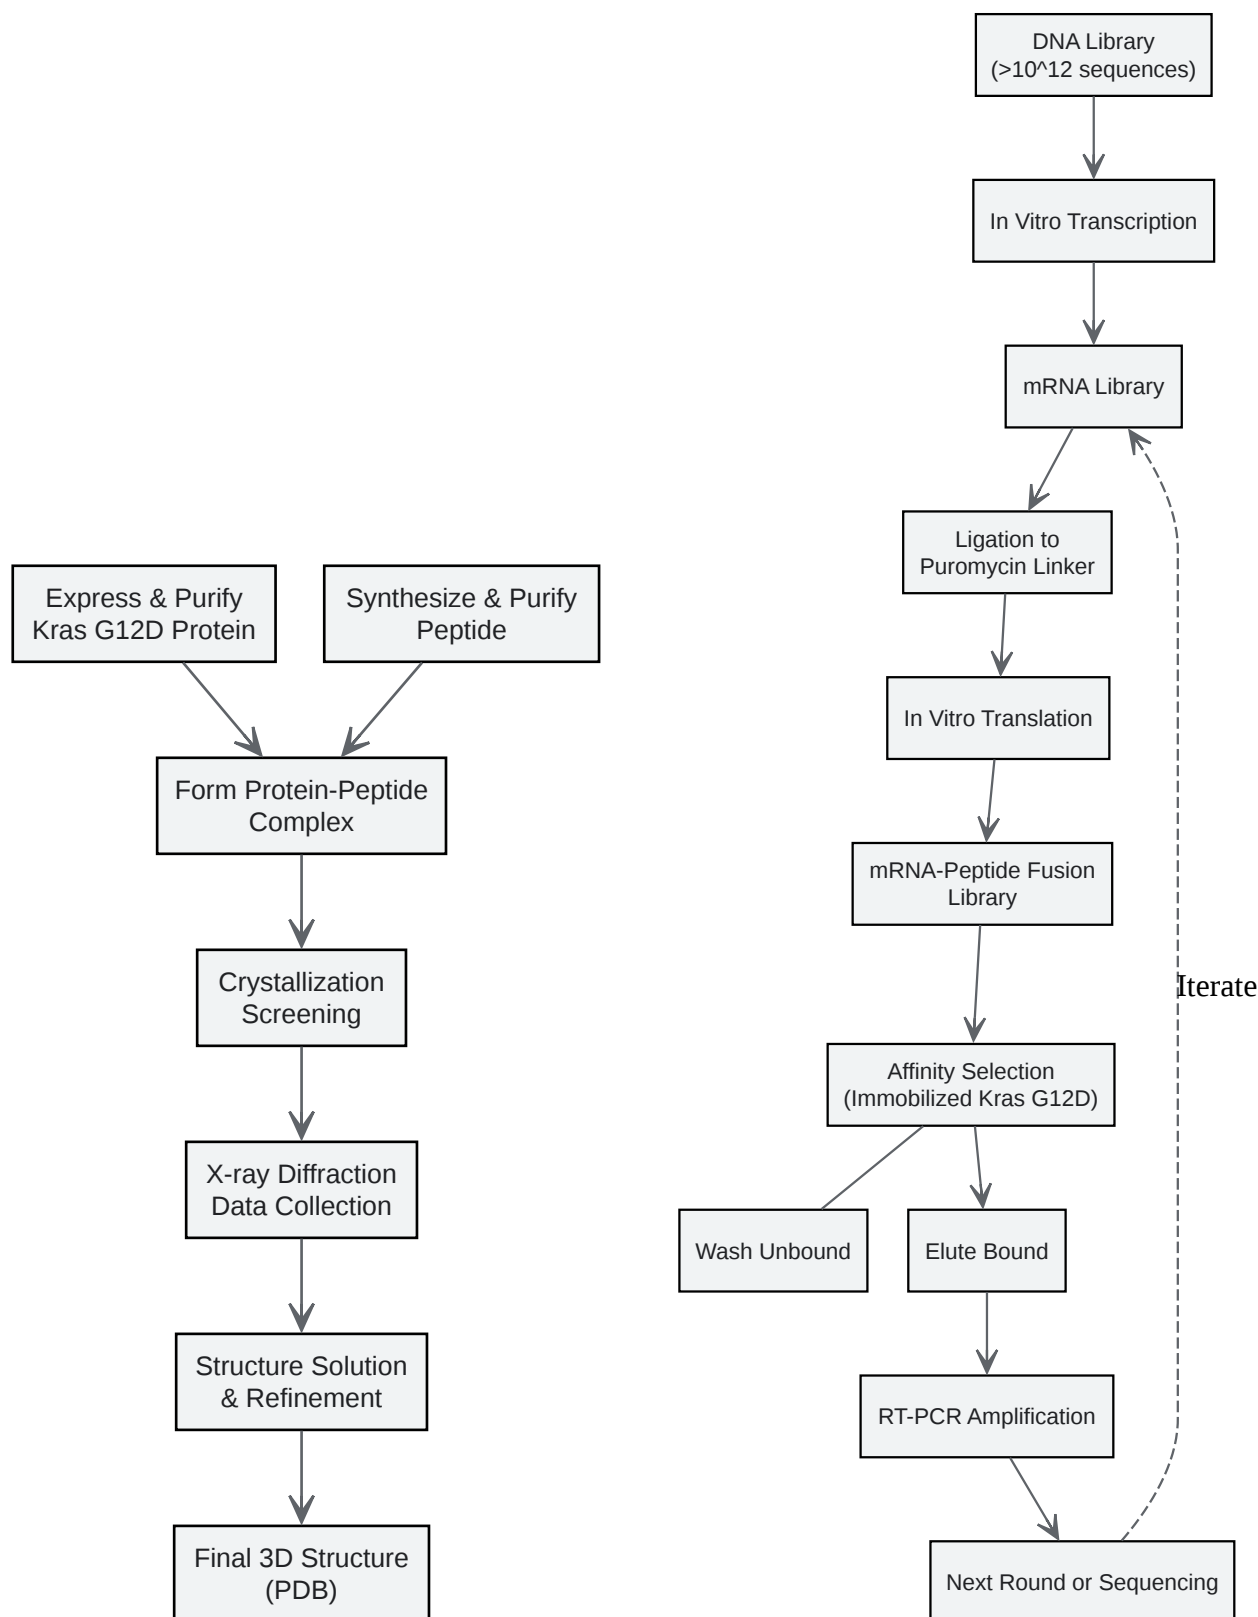 Express & Purify
Kras G12D Protein
Synthesize & Purify
Peptide
Form Protein-Peptide
Complex
Crystallization
Screening
X-ray Diffraction
Data Collection
Structure Solution
& Refinement
Final 3D Structure
(PDB)
DNA Library
(>10^12 sequences)
In Vitro Transcription
mRNA Library
Ligation to
Puromycin Linker
In Vitro Translation
mRNA-Peptide Fusion
Library
Iterate
Affinity Selection
(Immobilized Kras G12D)
Wash Unbound
Elute Bound
RT-PCR Amplification
Next Round or Sequencing